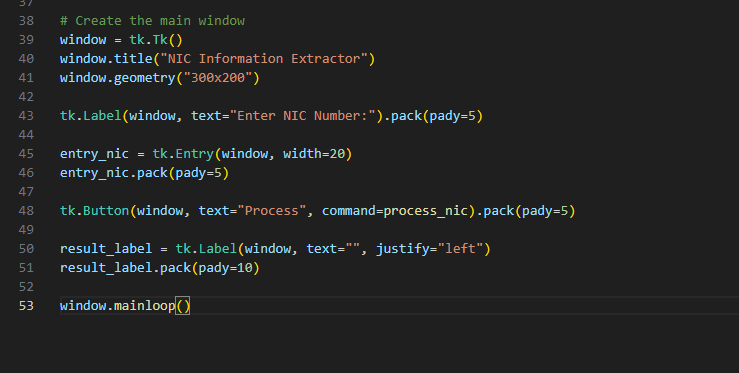 37
38 # Create the main window
39 window = tk.Tk()
40 window.title("NIC Information Extractor")
41 window.geometry("300x200")
42
43 tk.Label(window, text="Enter NIC Number:").pack(pady=5)
44
45 entry_nic = tk.Entry(window, width=20)
46 entry_nic.pack(pady=5)
47
48 tk.Button(window, text="Process", command=process_nic).pack(pady=5)
49
50 result_label = tk.Label(window, text="", justify="left")
51 result_label.pack(pady=10)
52
53 window.mainloop()